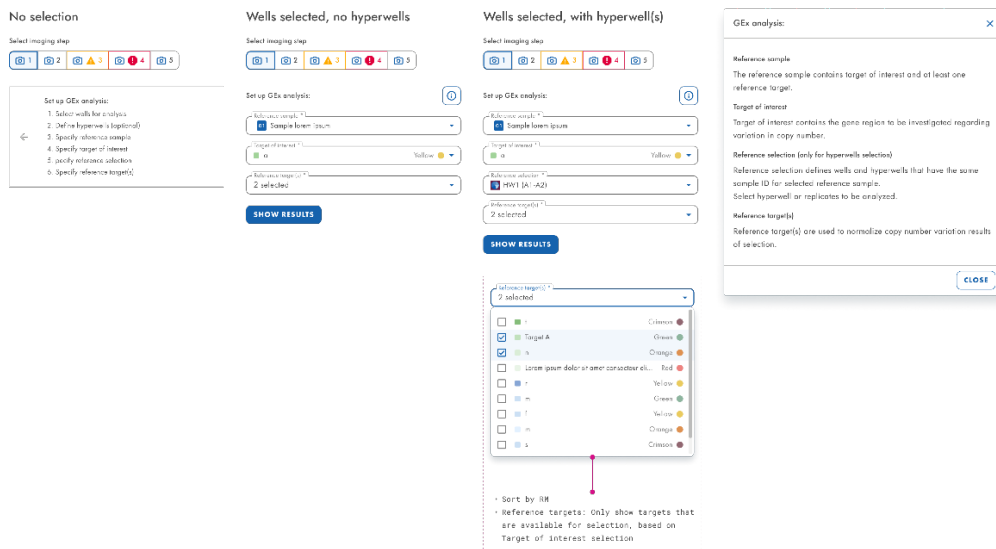 No selection
Select imaging step
1 2 3 4 5
Set up GEx analysis:
1. Select wells for analysis
2. Define hyperwells (optional)
3. Specify reference sample
4. Specify target of interest
5. pecify reference selection
6. Specify reference target(s)
Wells selected, no hyperwells
Select imaging step
1 2 3 4 5
Set up GEx analysis:
Reference sample *
Sample lorem ipsum
Target of interest *
a Yellow
Reference target(s) *
2 selected
SHOW RESULTS
Wells selected, with hyperwell(s)
Select imaging step
1 2 3 4 5
Set up GEx analysis:
Reference sample *
Sample lorem ipsum
Target of interest *
a Yellow
Reference selection *
HW1 (A1-A2)
Reference target(s) *
2 selected
SHOW RESULTS
Reference target(s) *
2 selected
Crimson
Target A Green
Orange
Lorem ipsum dolor sit amet consectuer eli... Red
r Yellow
m Green
Yellow
m Orange
s Crimson
• Sort by RM
• Reference targets: Only show targets
that are available for selection, based on
Target of interest selection
GEx analysis:
Reference sample
The reference sample contains target of interest and at least one
reference target.
Target of interest
Target of interest contains the gene region to be investigated regarding
variation in copy number.
Reference selection (only for hyperwells selection)
Reference selection defines wells and hyperwells that have the same
sample ID for selected reference sample.
Select hyperwell or replicates to be analyzed.
Reference target(s)
Reference target(s) are used to normalize copy number variation results
of selection.
CLOSE